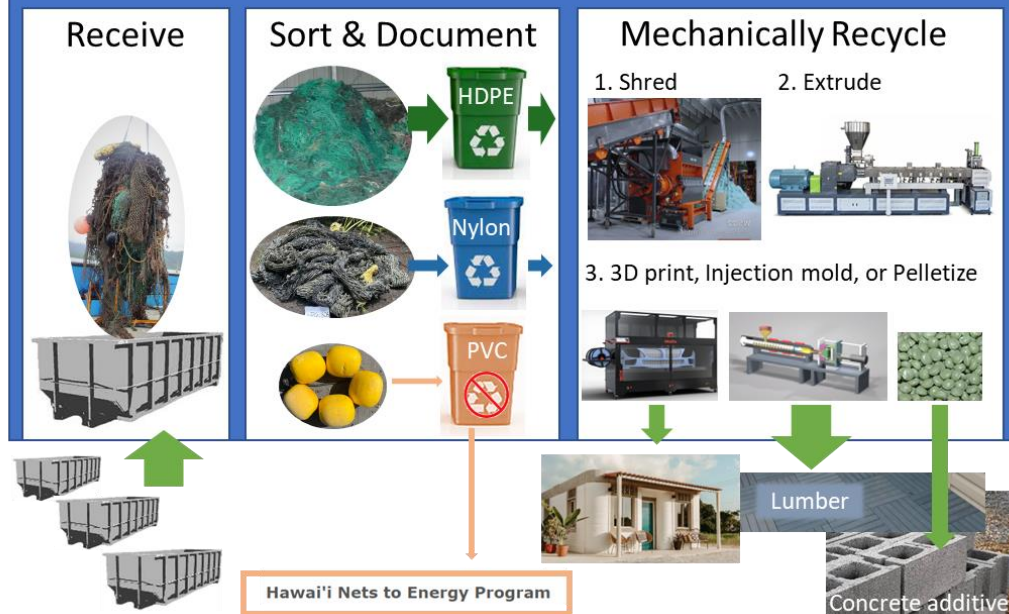 Receive
Sort & Document
Mechanically Recycle
HDPE
Nylon
PVC
1. Shred
2. Extrude
3. 3D print, Injection mold, or Pelletize
Lumber
Concrete additive
Hawai'i Nets to Energy Program